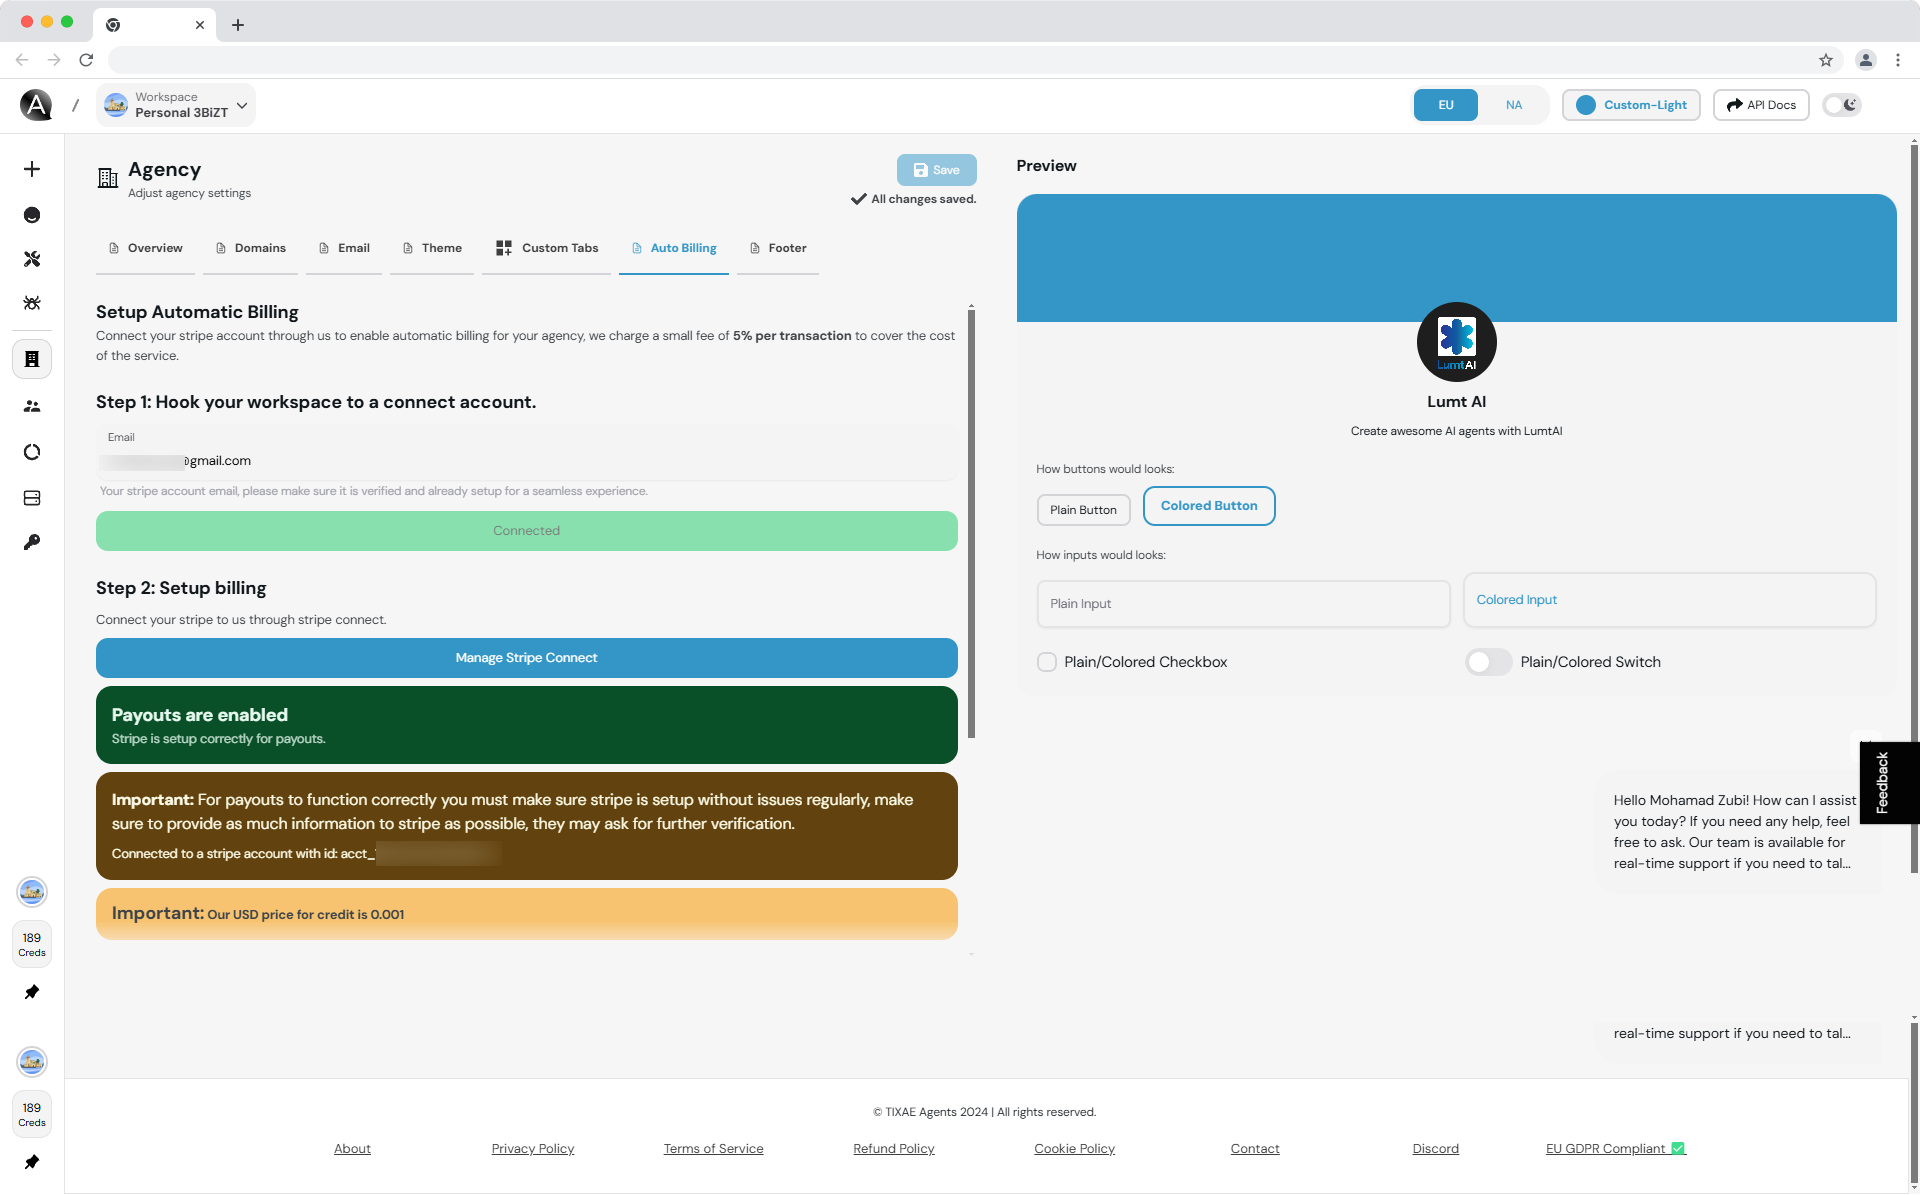 /
Workspace
Personal 3BiZT
EU
NA
Custom-Light
API Docs
Agency
Adjust agency settings
Save
All changes saved.
Overview
Domains
Email
Theme
Custom Tabs
Auto Billing
Footer
Setup Automatic Billing
Connect your stripe account through us to enable automatic billing for your agency, we charge a small fee of 5% per transaction to cover the cost
of the service.
Step 1: Hook your workspace to a connect account.
Email
@gmail.com
Your stripe account email, please make sure it is verified and already setup for a seamless experience.
Connected
Step 2: Setup billing
Connect your stripe to us through stripe connect.
Manage Stripe Connect
Payouts are enabled
Stripe is setup correctly for payouts.
Important: For payouts to function correctly you must make sure stripe is setup without issues regularly, make
sure to provide as much information to stripe as possible, they may ask for further verification.
Connected to a stripe account with id: acct_
Important: Our USD price for credit is 0.001
Preview
LumtAI
Lumt AI
Create awesome AI agents with LumtAI
How buttons would looks:
Plain Button
Colored Button
How inputs would looks:
Plain Input
Colored Input
Plain/Colored Checkbox
Plain/Colored Switch
Feedback
Hello Mohamad Zubi! How can I assist
you today? If you need any help, feel
free to ask. Our team is available for
real-time support if you need to tal...
real-time support if you need to tal...
189
Creds
189
Creds
© TIXAE Agents 2024 | All rights reserved.
About
Privacy Policy
Terms of Service
Refund Policy
Cookie Policy
Contact
Discord
EU GDPR Compliant ✅